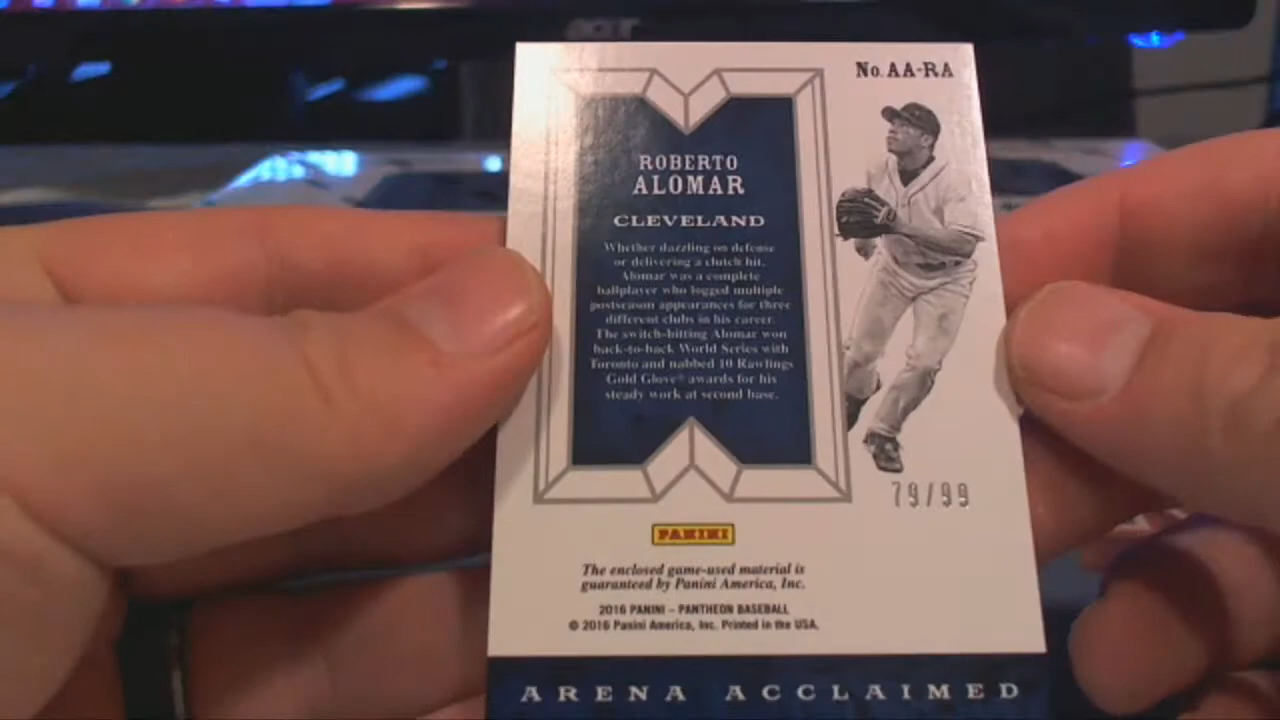 acer
No. AA-RA
ROBERTO
ALOMAR
CLEVELAND
Whether dazzling on defense
or delivering a clutch hit,
Alomar was a complete
ballplayer who logged multiple
postseason appearances for three
different clubs in his career.
The switch-hitting Alomar won
back-to-back World Series with
Toronto and nabbed 10 Rawlings
Gold Glove® awards for his
steady work at second base.
79/99
PANINI
The enclosed game-used material is
guaranteed by Panini America, Inc.
2016 PANINI – PANTHEON BASEBALL
© 2016 Panini America, Inc. Printed in the USA.
ARENA ACCLAIMED